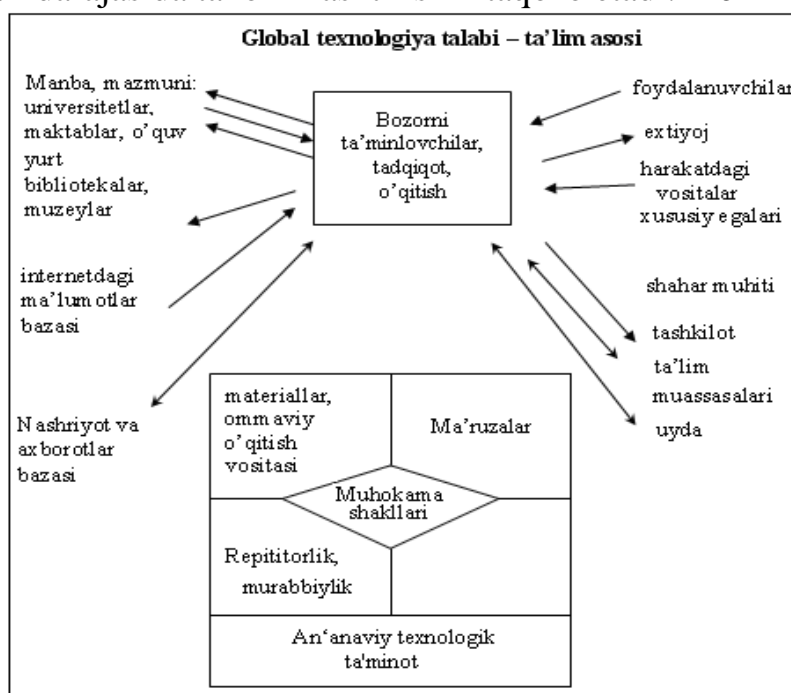 Global texnologiya talabi – ta’lim asosi
Manba, mazmuni:
universitetlar,
maktablar, o’quv
yurt
bibliotekalar,
muzeylar
internetdagi
ma’lumotlar
bazasi
Nashriyot va
axborotlar
bazasi
Bozorni
ta’minlovchilar,
tadqiqot,
o’qitish
foydalanuvchilar
extiyoj
harakatdagi
vositalar
xususiy egalari
shahar muhiti
tashkilot
ta’lim
muassasalari
uyda
materiallar,
ommaviy
o’qitish
vositasi
Ma’ruzalar
Muhokama
shakllari
Repititorlik,
murabbiylik
An‘anaviy texnologik
ta'minot